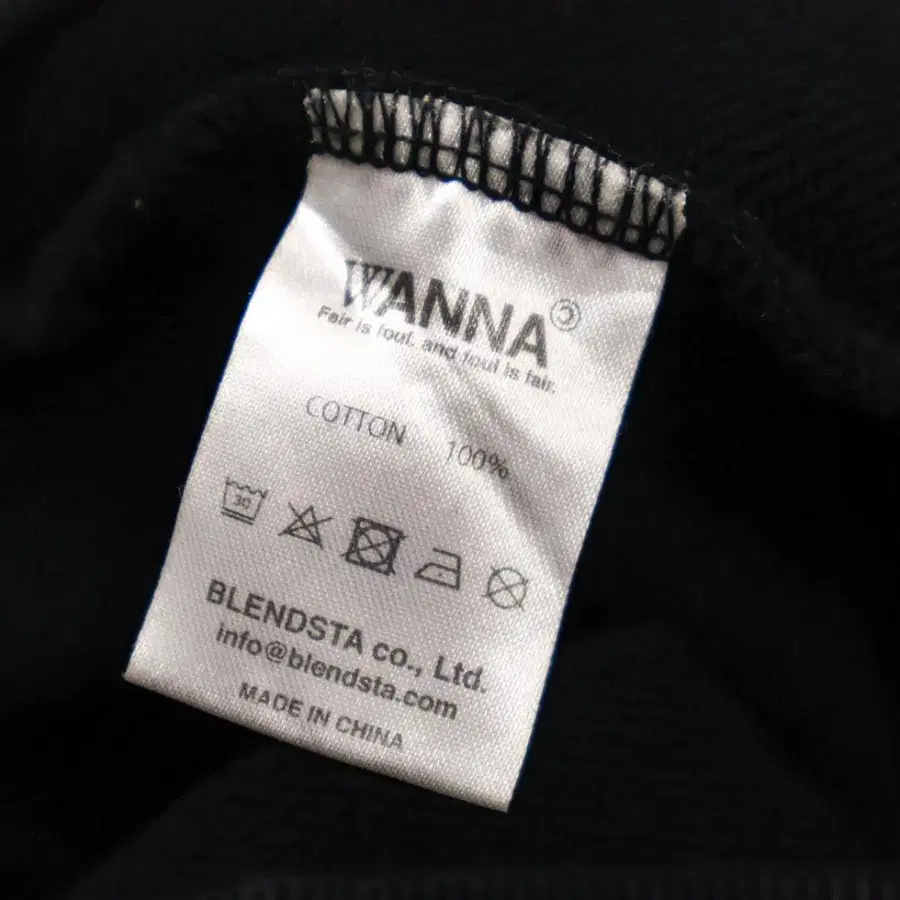 WANNA©
Fair is foul, and foul is fair.
COTTON 100%
30
BLENDSTA co., Ltd.
info@blendsta.com
MADE IN CHINA